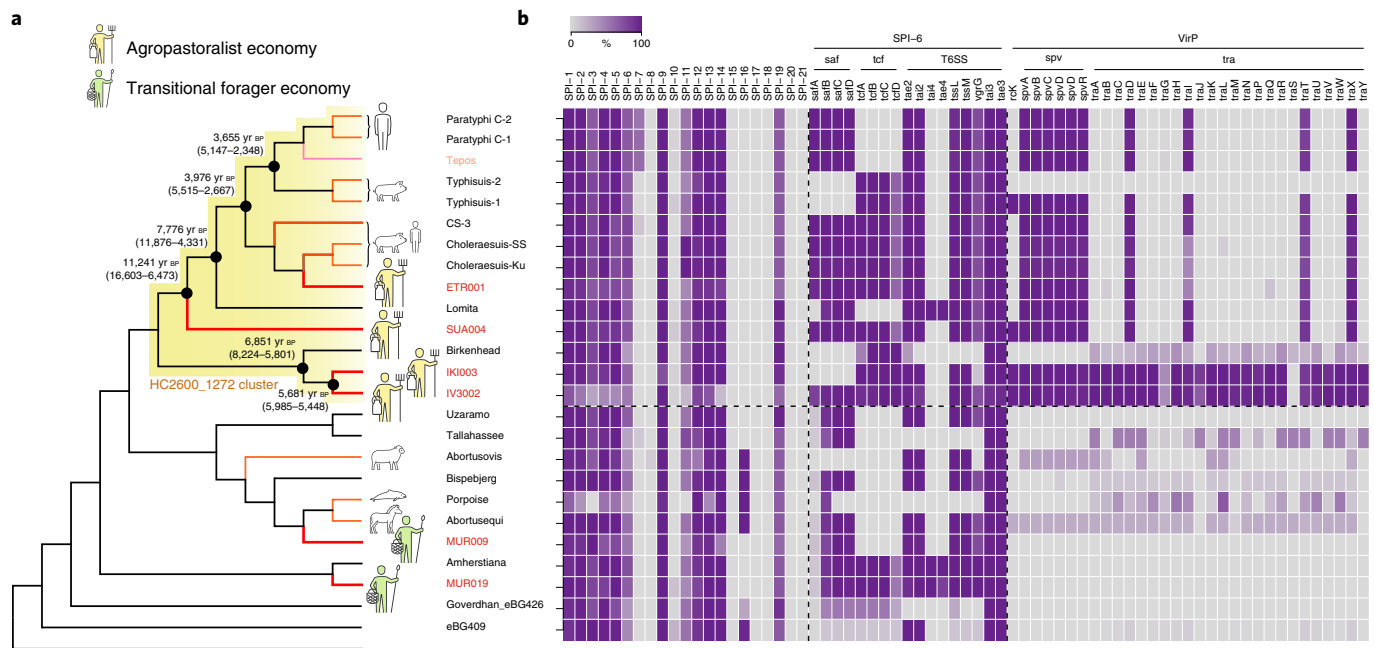 a
Agropastoralist economy
Transitional forager economy
3,655 yr BP
(5,147–2,348)
3,976 yr BP
(5,515–2,667)
7,776 yr BP
(11,876–4,331)
11,241 yr BP
(16,603–6,473)
6,851 yr BP
(8,224–5,801)
HC2600_1272 cluster
5,681 yr BP
(5,985–5,448)
Paratyphi C-2
Paratyphi C-1
Tepos
Typhisuis-2
Typhisuis-1
CS-3
Choleraesuis-SS
Choleraesuis-Ku
ETR001
Lomita
SUA004
Birkenhead
IKI003
IV3002
Uzaramo
Tallahassee
Abortusovis
Bispebjerg
Porpoise
Abortusequi
MUR009
Amherstiana
MUR019
Goverdhan_eBG426
eBG409
b
0 % 100
SPI-6
VirP
saf
tcf
T6SS
spv
tra
SPI-1
SPI-2
SPI-3
SPI-4
SPI-5
SPI-6
SPI-7
SPI-8
SPI-9
SPI-10
SPI-11
SPI-12
SPI-13
SPI-14
SPI-15
SPI-16
SPI-17
SPI-18
SPI-19
SPI-20
SPI-21
safA
safB
safC
safD
tcfA
tcfB
tcfC
tcfD
tae2
tai2
tai4
tae4
tssL
tssM
vgrG
tai3
tae3
rcK
spvA
spvB
spvC
spvD
spvD
spvR
traA
traB
traC
traD
traE
traF
traG
traH
traI
traJ
traK
traL
traM
traN
traP
traQ
traR
traS
traT
traU
traV
traW
traX
traY